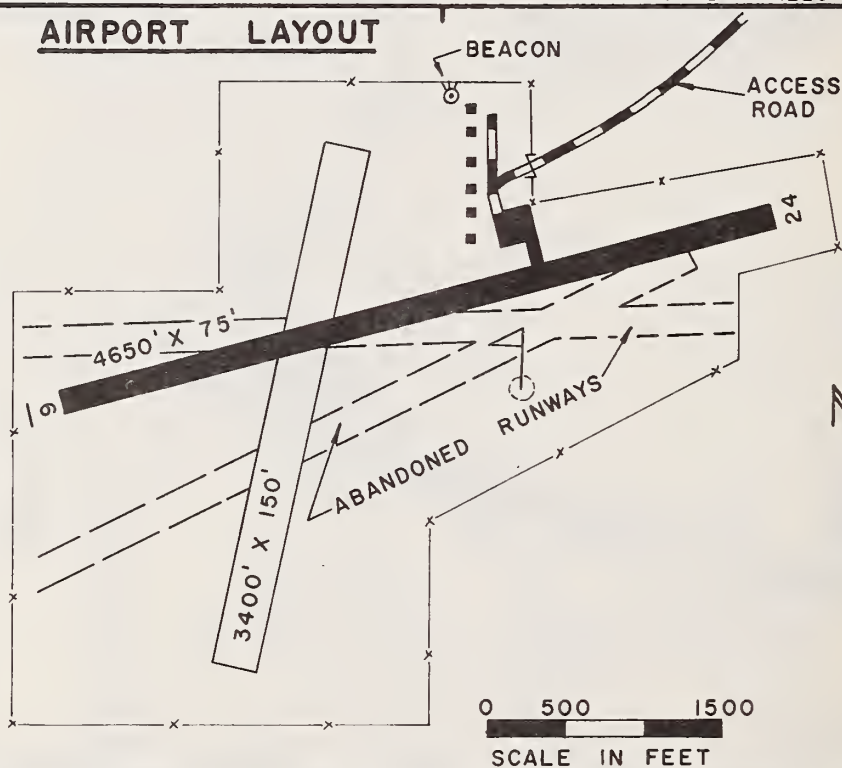 AIRPORT LAYOUT
BEACON
ACCESS
ROAD
24
4650' X 75'
6
ABANDONED RUNWAYS
3400' X 150'
0 500 1500
SCALE IN FEET